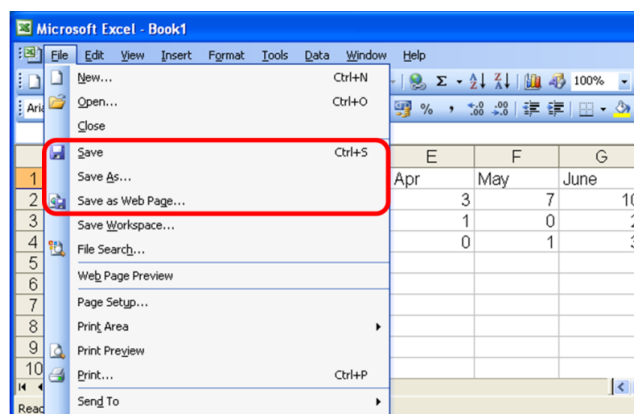 Microsoft Excel - Book1
File Edit View Insert Format Tools Data Window Help
New... Ctrl+N
100%
Open... Ctrl+O
%
Close
Save Ctrl+S
E F G
Save As...
1 Apr May June
Save as Web Page...
2 3 7
Save Workspace...
3 1 0
File Search...
4 0 1
5
Web Page Preview
6
Page Setup...
7
Print Area
8
Print Preview
9
10
Print... Ctrl+P
Send To